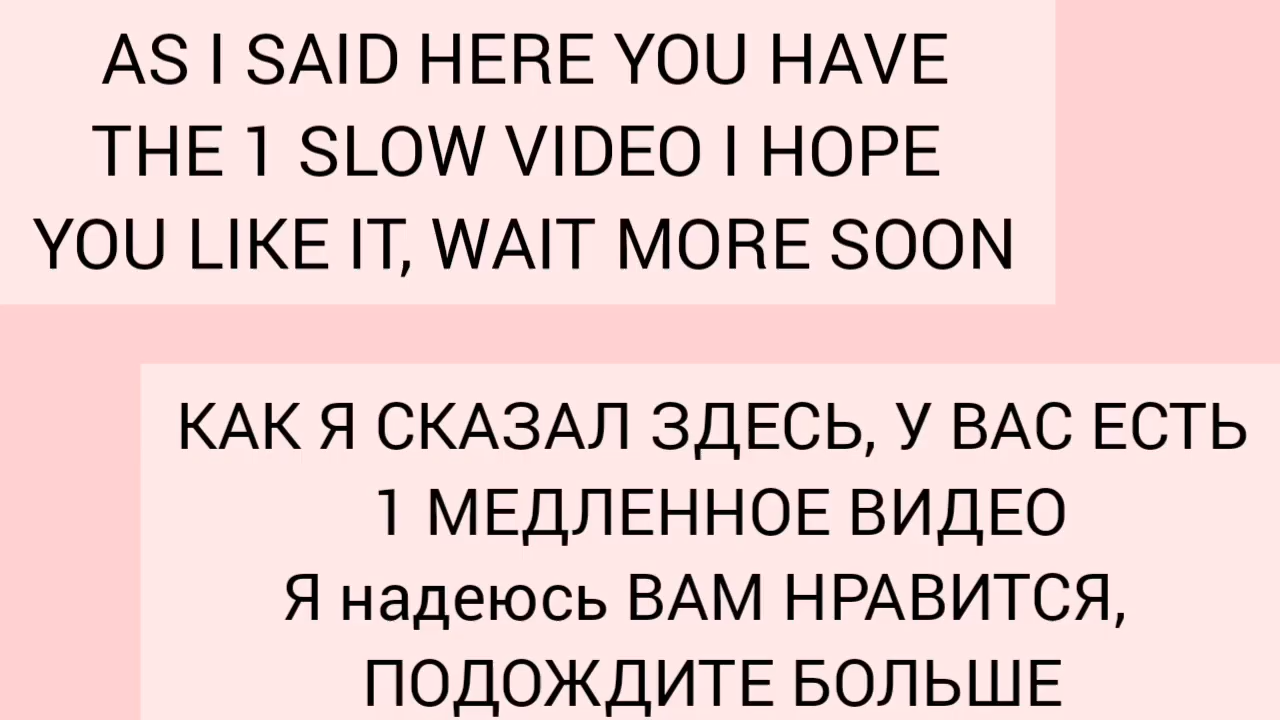 AS I SAID HERE YOU HAVE
THE 1 SLOW VIDEO I HOPE
YOU LIKE IT, WAIT MORE SOON
КАК Я СКАЗАЛ ЗДЕСЬ, У ВАС ЕСТЬ
1 МЕДЛЕННОЕ ВИДЕО
Я надеюсь ВАМ НРАВИТСЯ,
ПОДОЖДИТЕ БОЛЬШЕ